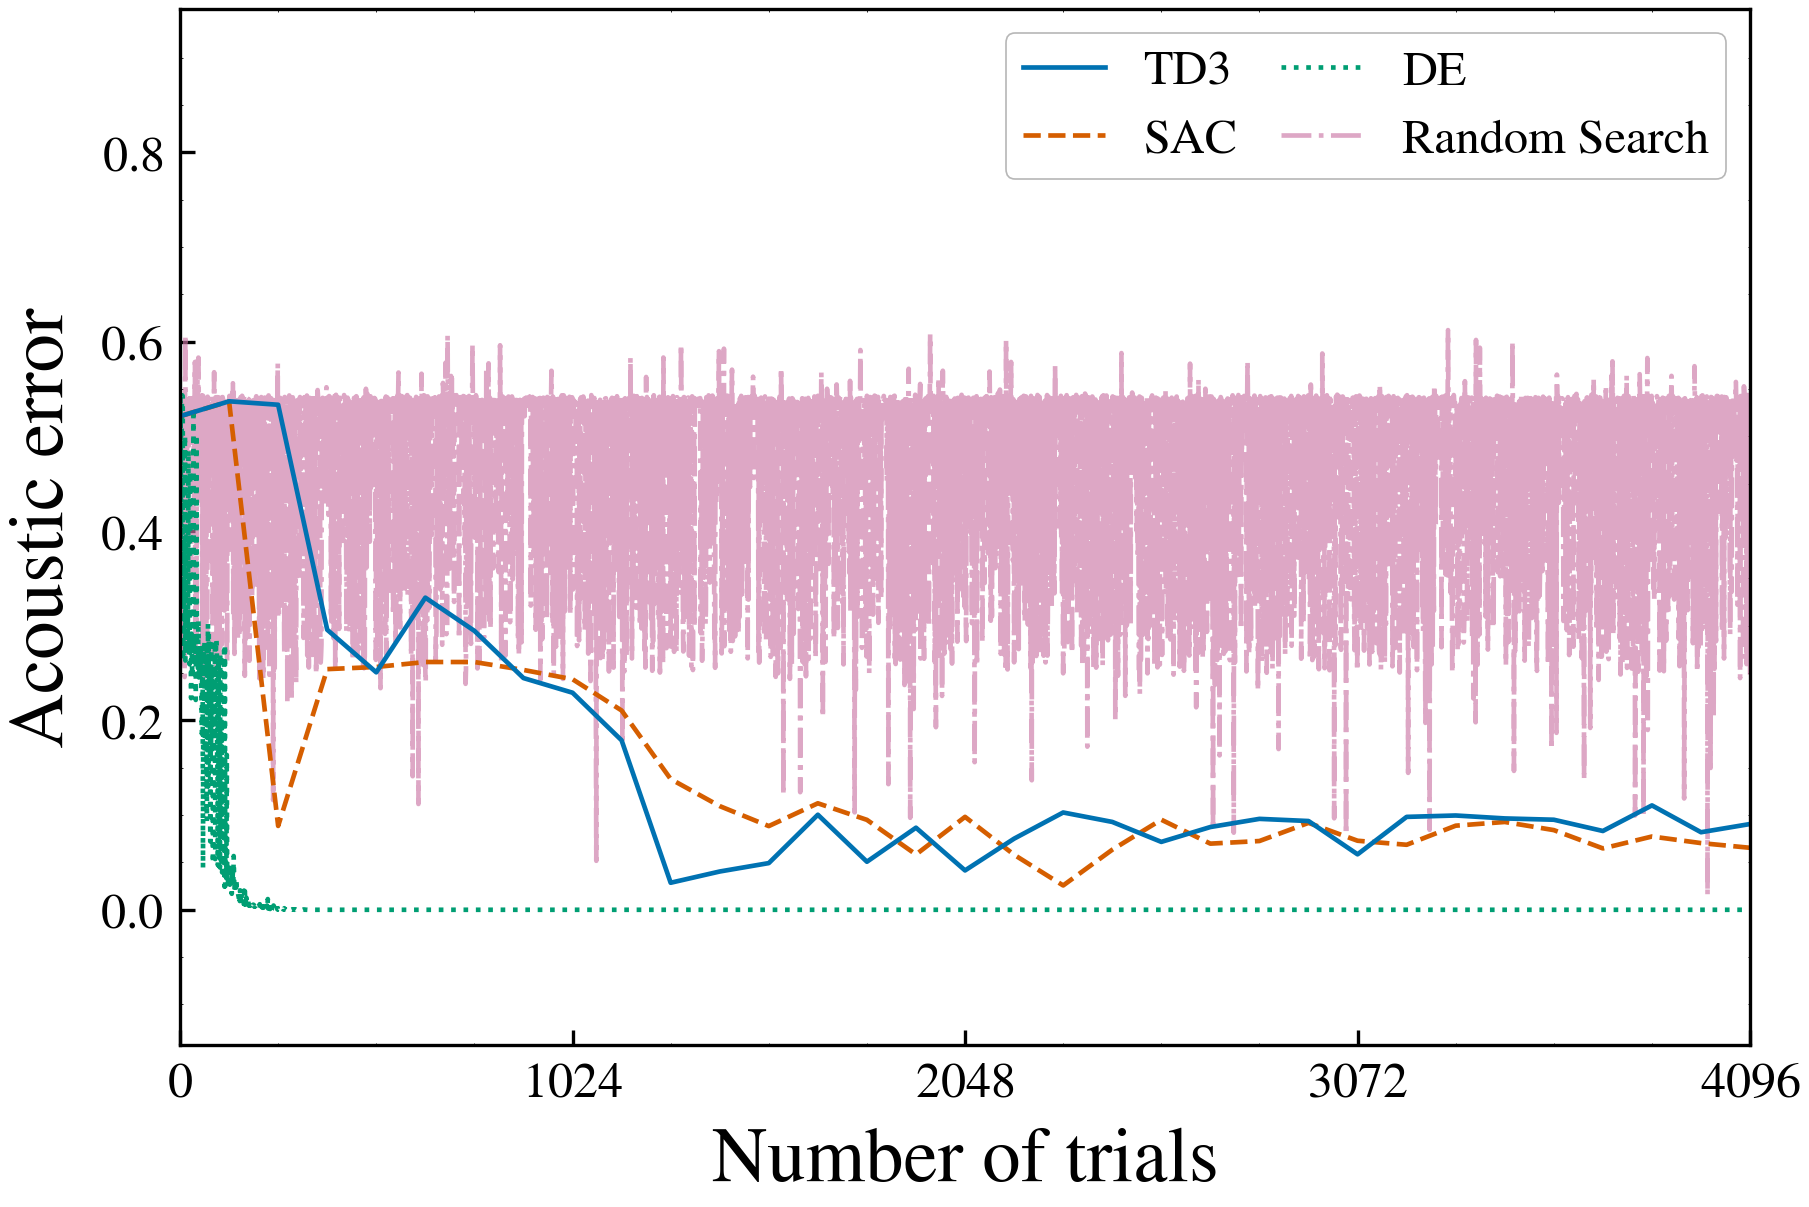 TD3
SAC
DE
Random Search
Acoustic error
0.8
0.6
0.4
0.2
0.0
0
1024
2048
3072
4096
Number of trials